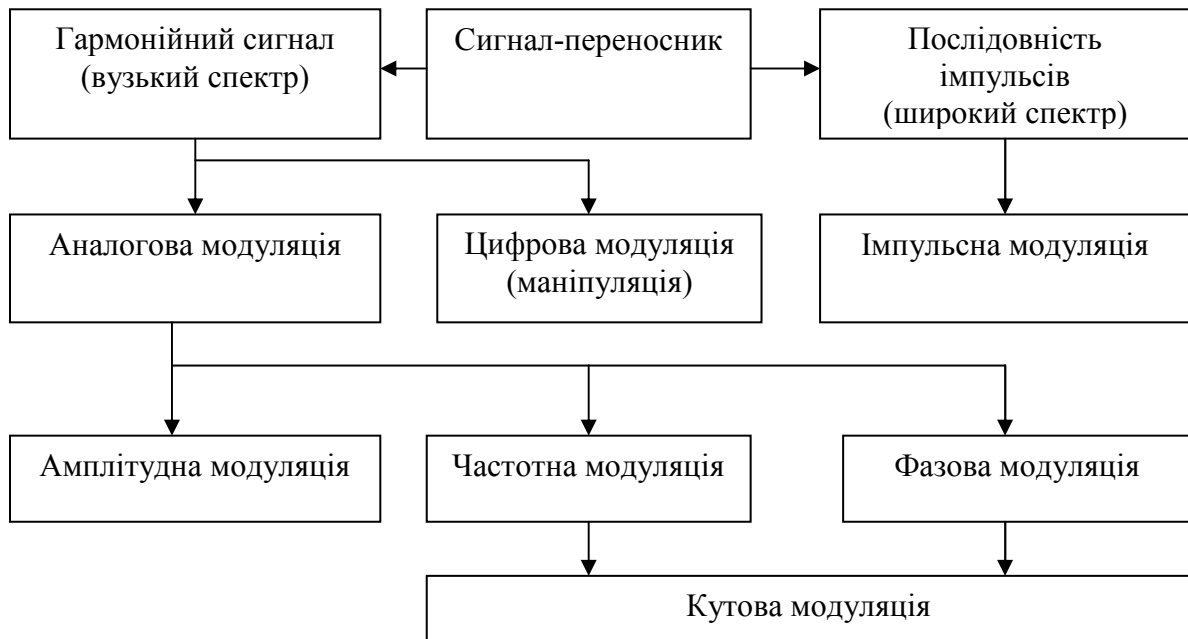 Гармонійний сигнал
(вузький спектр)
Сигнал-переносник
Послідовність
імпульсів
(широкий спектр)
Аналогова модуляція
Цифрова модуляція
(маніпуляція)
Імпульсна модуляція
Амплітудна модуляція
Частотна модуляція
Фазова модуляція
Кутова модуляція